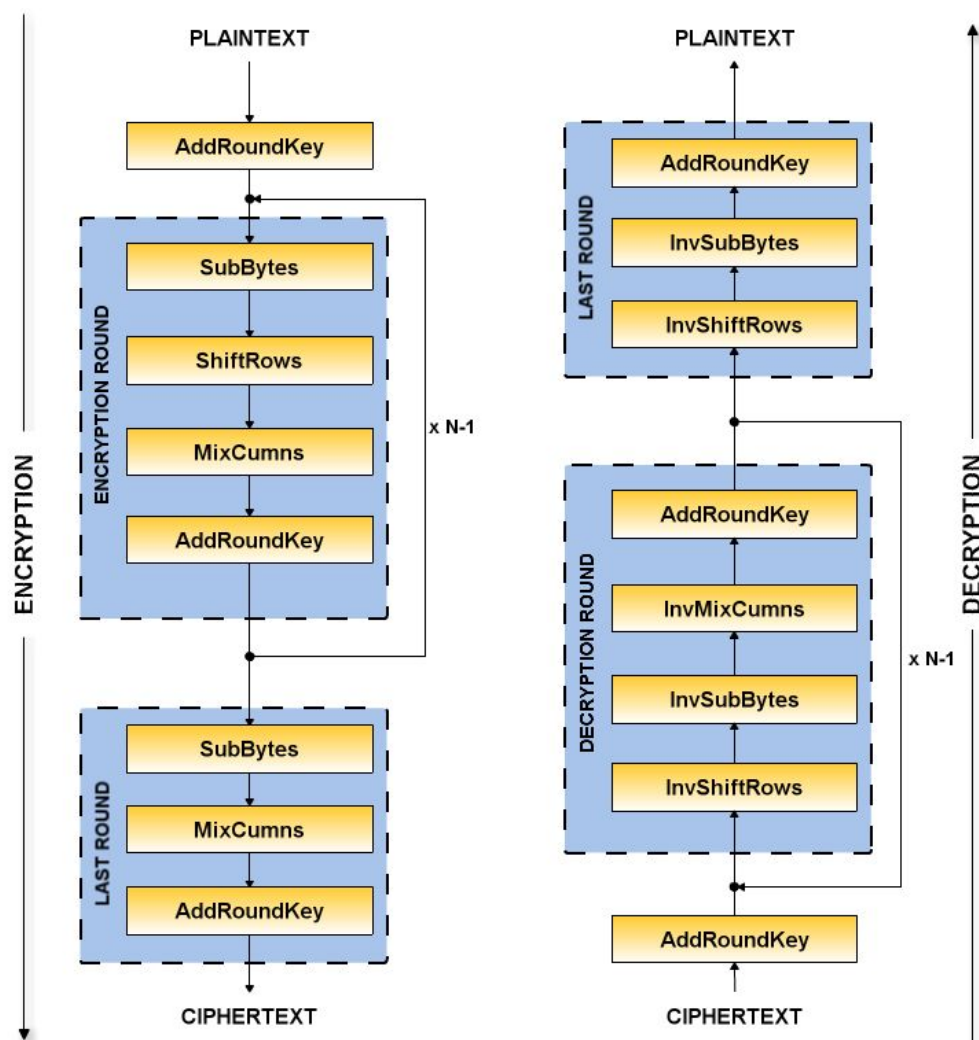 ENCRYPTION
PLAINTEXT
AddRoundKey
ENCRYPTION ROUND
SubBytes
ShiftRows
MixCumns
AddRoundKey
x N-1
LAST ROUND
SubBytes
MixCumns
AddRoundKey
CIPHERTEXT
PLAINTEXT
LAST ROUND
AddRoundKey
InvSubBytes
InvShiftRows
DECRYPTION ROUND
AddRoundKey
InvMixCumns
InvSubBytes
InvShiftRows
x N-1
AddRoundKey
CIPHERTEXT
DECRYPTION